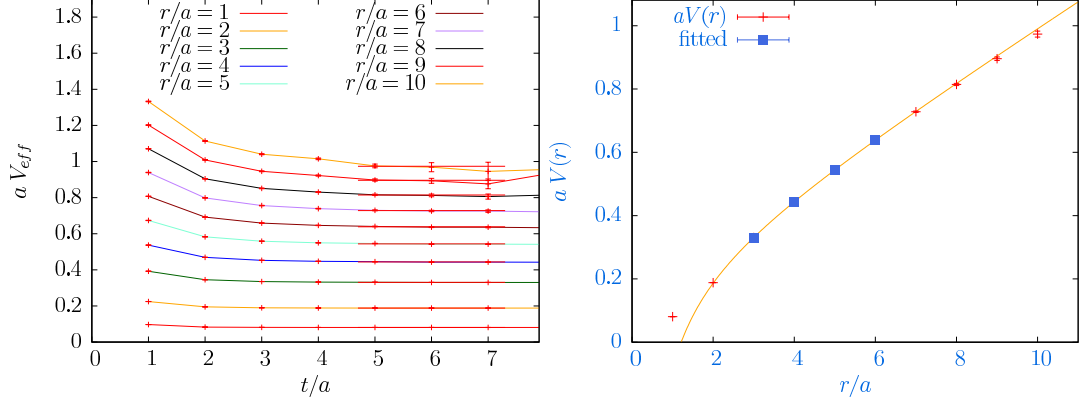 1.8
1.6
1.4
1.2
1
0.8
0.6
0.4
0.2
0
a V_eff
r/a = 1
r/a = 2
r/a = 3
r/a = 4
r/a = 5
r/a = 6
r/a = 7
r/a = 8
r/a = 9
r/a = 10
0 1 2 3 4 5 6 7
t/a
1
0.8
0.6
0.4
0.2
0
a V(r)
aV(r)
fitted
0 2 4 6 8 10
r/a